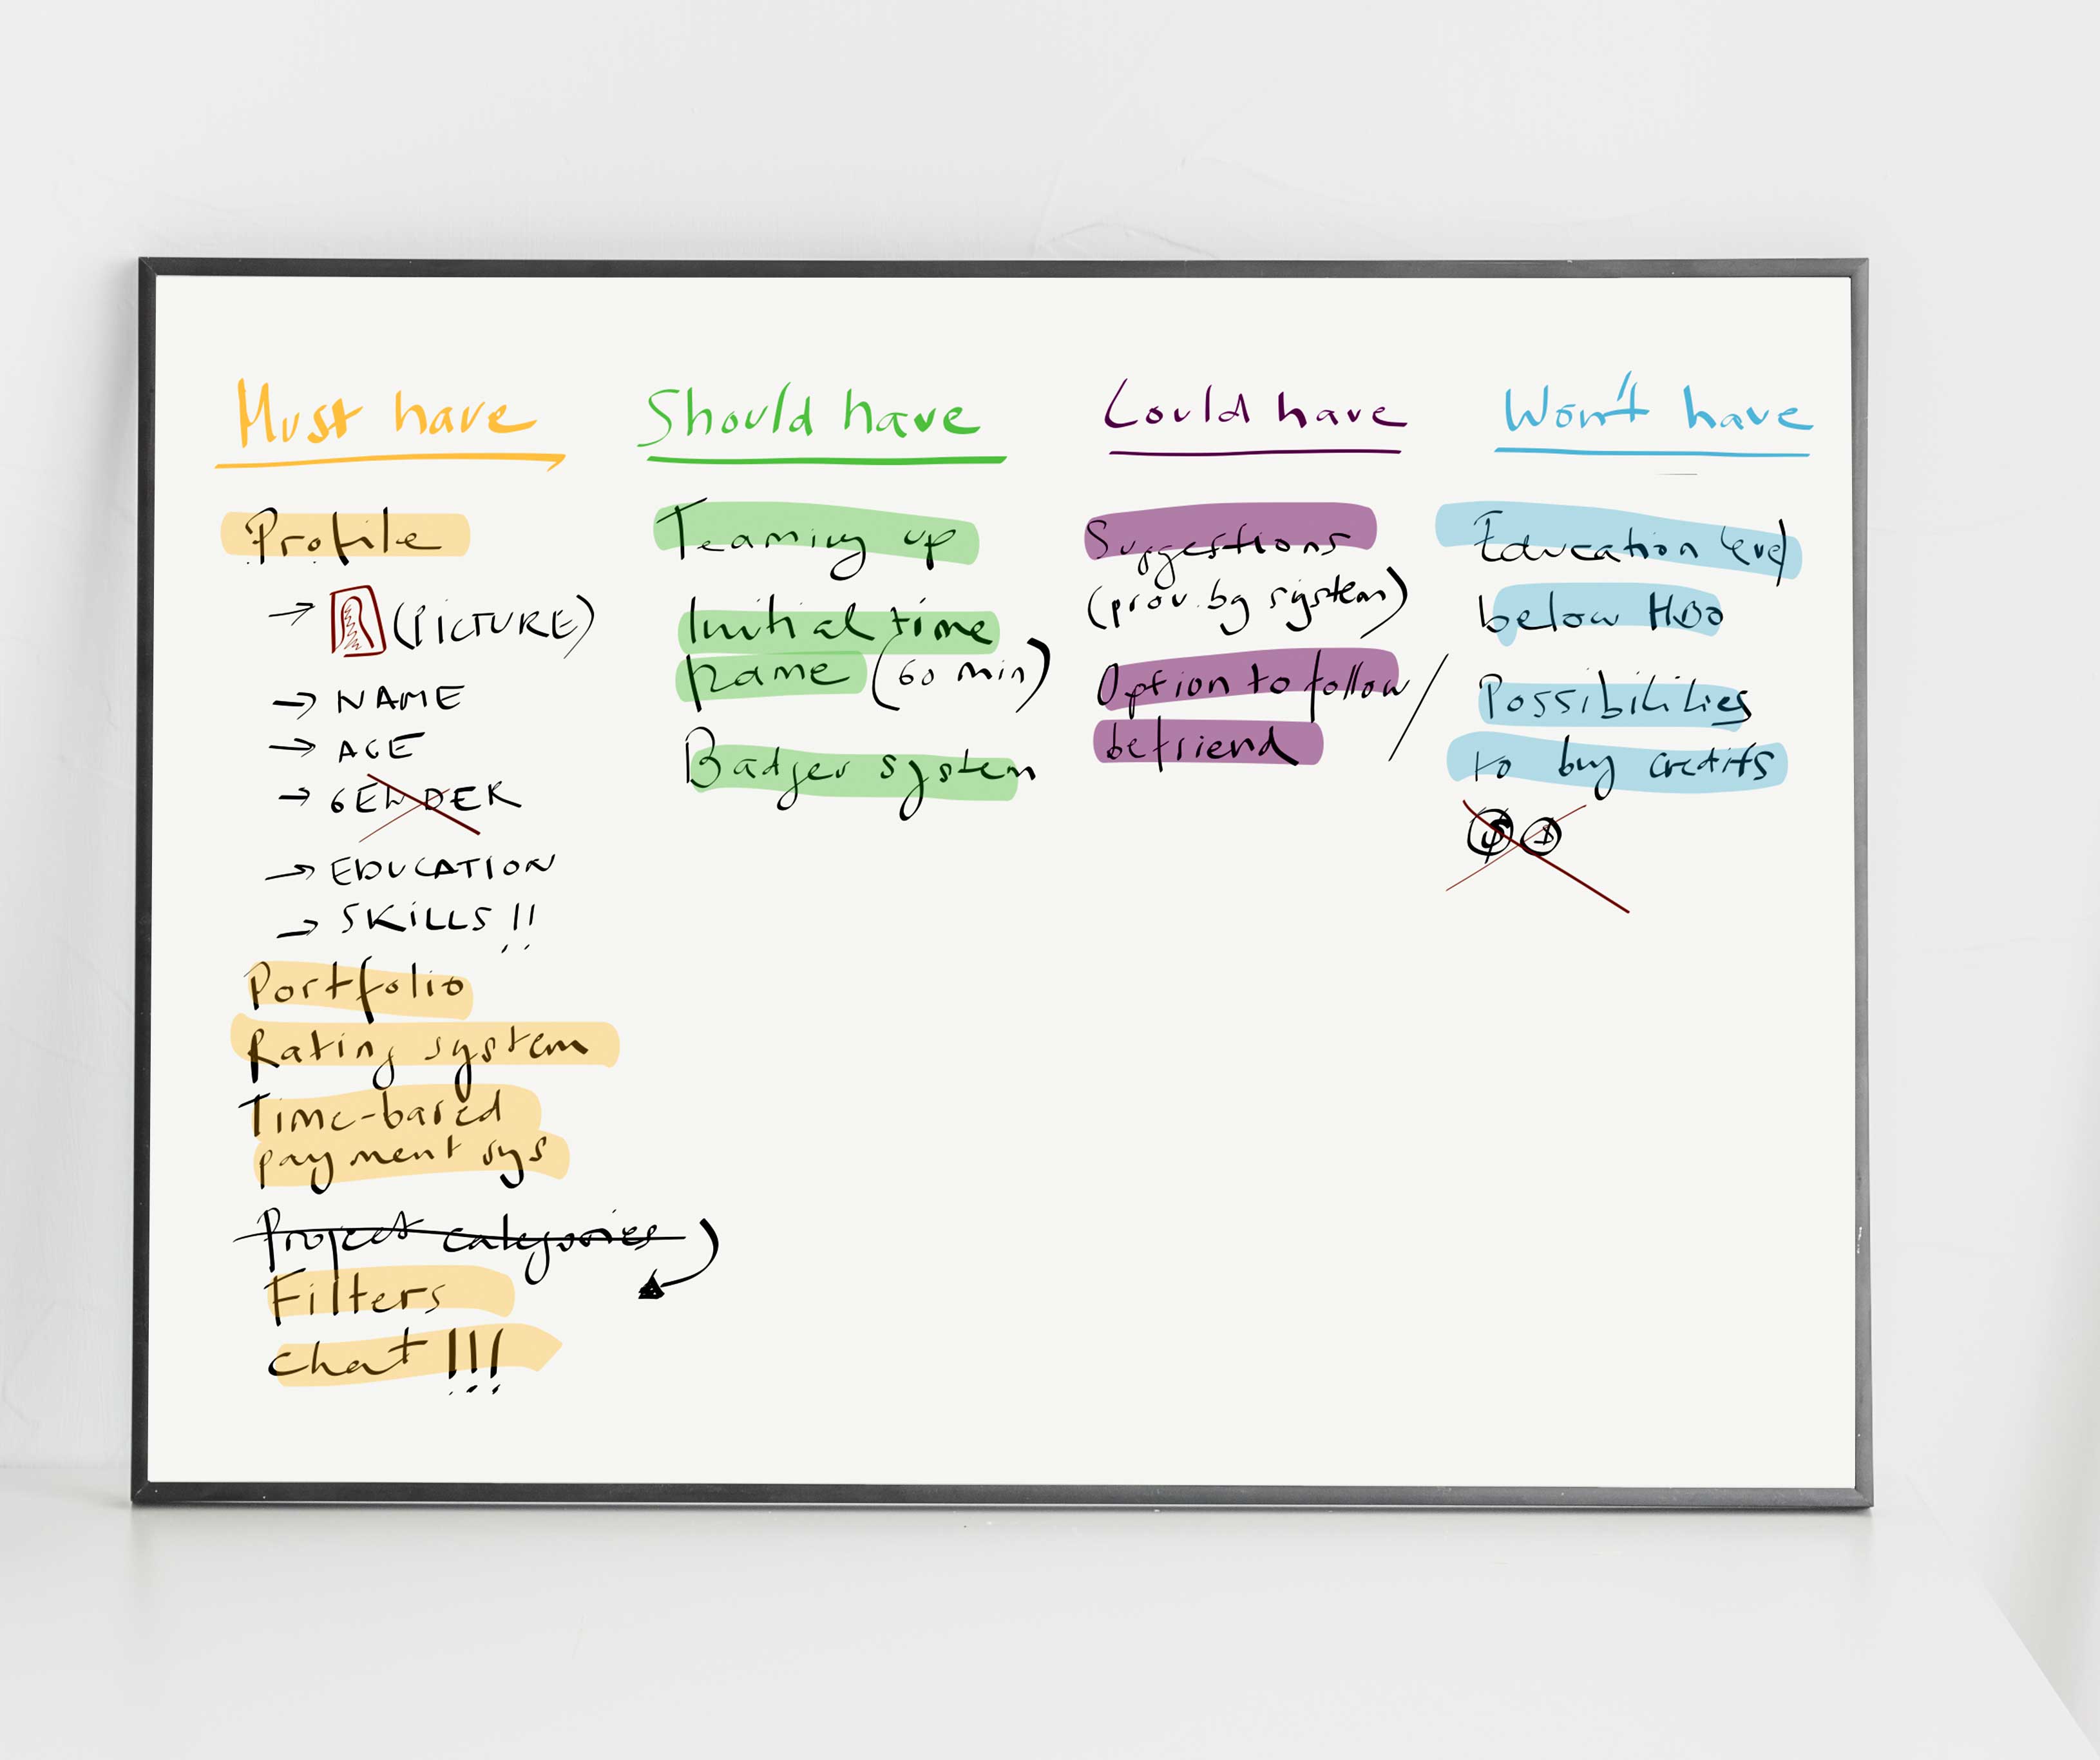 Must have
Profile
→ (PICTURE)
→ NAME
→ AGE
→ GENDER
→ EDUCATION
→ SKILLS !!
Portfolio
Rating system
Time-based
payment sys
Project categories
Filters
chat !!!
Should have
Teaming up
Initial time
frame (60 min)
Badges system
Could have
Suggestions
(prov. by system)
Option to follow /
befriend
Won't have
Education level
below HBO
Possibilities
to buy credits
$ $